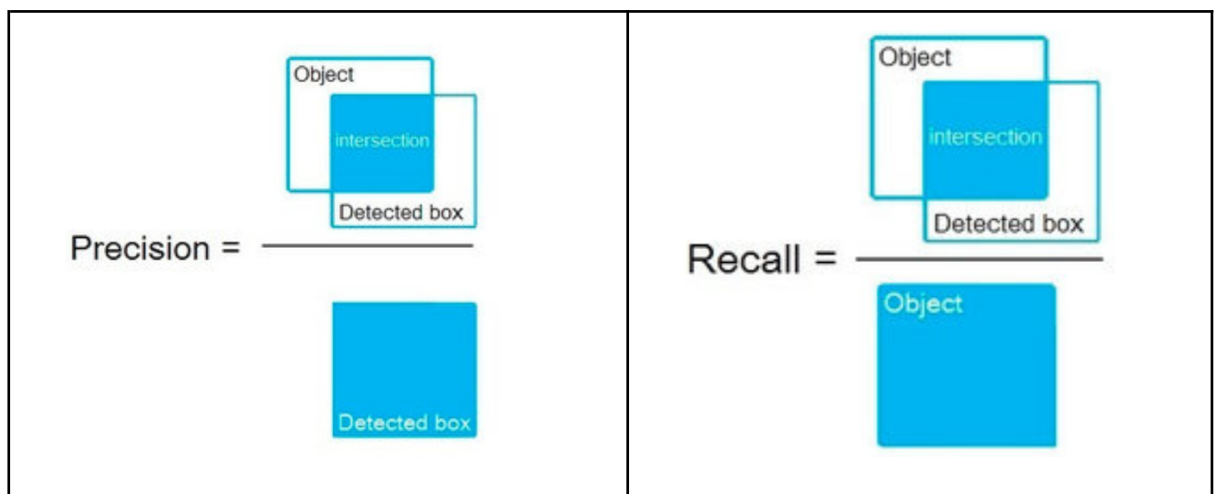 Object
intersection
Detected box
Precision =
Detected box
Object
intersection
Detected box
Recall =
Object